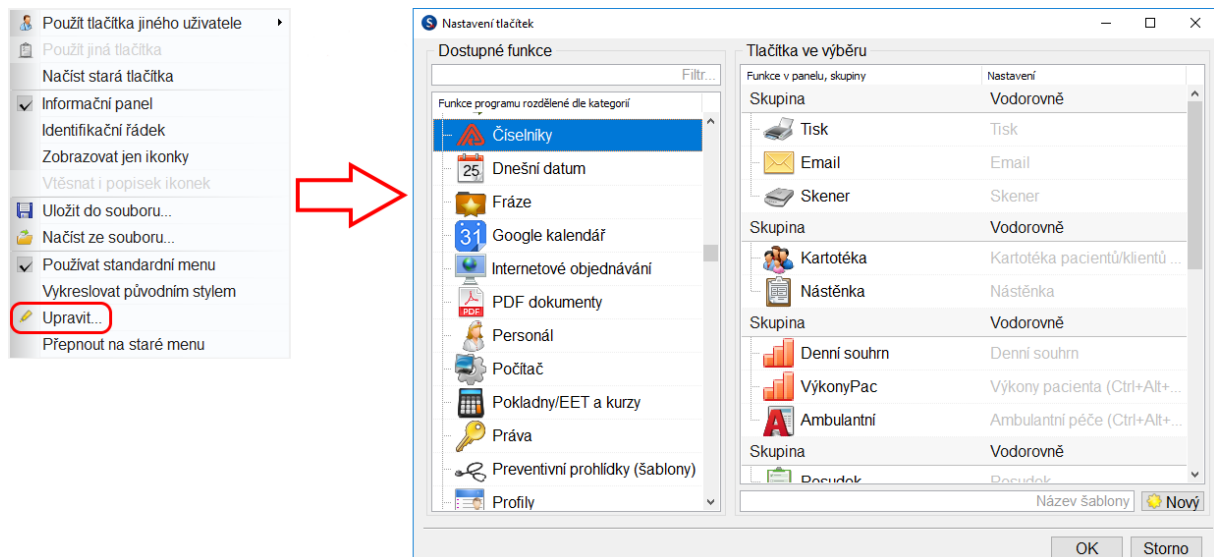 Použít tlačítka jiného uživatele
Použít jiná tlačítka
Načíst stará tlačítka
Informační panel
Identifikační řádek
Zobrazovat jen ikonky
Vtěsnat i popisek ikonek
Uložit do souboru...
Načíst ze souboru...
Používat standardní menu
Vykreslovat původním stylem
Upravit...
Přepnout na staré menu
S Nastavení tlačítek
Dostupné funkce
Filtr...
Funkce programu rozdělené dle kategorií
Číselníky
25 Dnešní datum
Fráze
31 Google kalendář
Internetové objednávání
PDF PDF dokumenty
Personál
Počítač
Pokladny/EET a kurzy
Práva
Preventivní prohlídky (šablony)
Profily
Tlačítka ve výběru
Funkce v panelu, skupiny Nastavení
Skupina Vodorovně
Tisk Tisk
Email Email
Skener Skener
Skupina Vodorovně
Kartotéka Kartotéka pacientů/klientů ...
Nástěnka Nástěnka
Skupina Vodorovně
Denní souhrn Denní souhrn
VýkonyPac Výkony pacienta (Ctrl+Alt+...
Ambulantní Ambulantní péče (Ctrl+Alt+...
Skupina Vodorovně
Posudek Posudek
Název šablony Nový
OK Storno